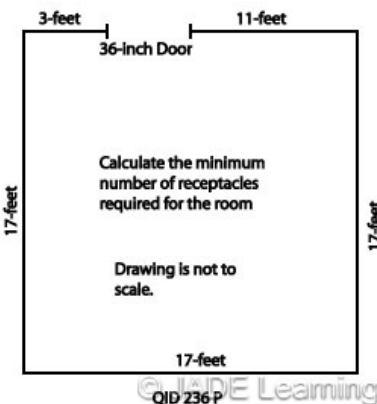 3-feet
11-feet
36-inch Door
Calculate the minimum
number of receptacles
required for the room
17-feet
17-feet
Drawing is not to
scale.
17-feet
© JADE Learning
QID 236 P